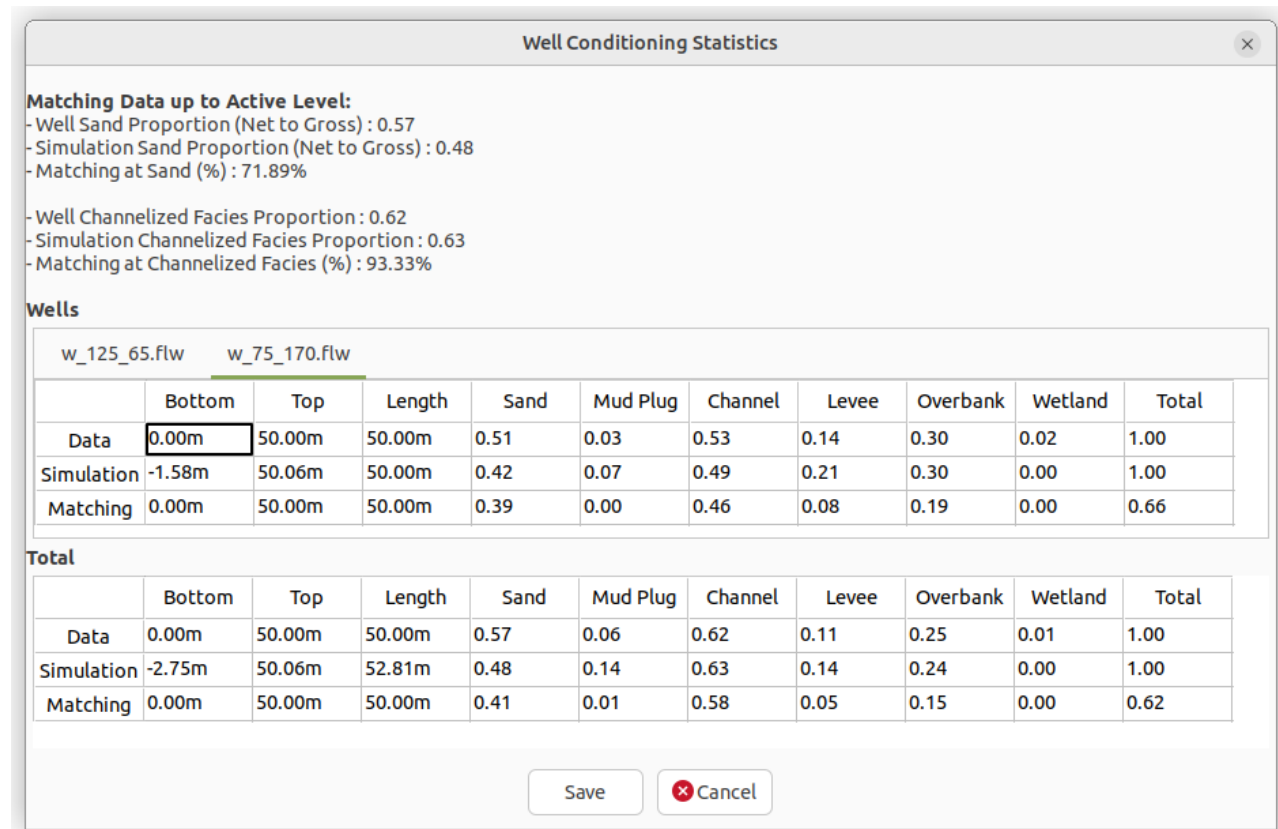 Well Conditioning Statistics
Matching Data up to Active Level:
- Well Sand Proportion (Net to Gross) : 0.57
- Simulation Sand Proportion (Net to Gross) : 0.48
- Matching at Sand (%) : 71.89%
- Well Channelized Facies Proportion : 0.62
- Simulation Channelized Facies Proportion : 0.63
- Matching at Channelized Facies (%) : 93.33%
Wells
w_125_65.flw w_75_170.flw
Bottom Top Length Sand Mud Plug Channel Levee Overbank Wetland Total
Data 0.00m 50.00m 50.00m 0.51 0.03 0.53 0.14 0.30 0.02 1.00
Simulation -1.58m 50.06m 50.00m 0.42 0.07 0.49 0.21 0.30 0.00 1.00
Matching 0.00m 50.00m 50.00m 0.39 0.00 0.46 0.08 0.19 0.00 0.66
Total
Bottom Top Length Sand Mud Plug Channel Levee Overbank Wetland Total
Data 0.00m 50.00m 50.00m 0.57 0.06 0.62 0.11 0.25 0.01 1.00
Simulation -2.75m 50.06m 52.81m 0.48 0.14 0.63 0.14 0.24 0.00 1.00
Matching 0.00m 50.00m 50.00m 0.41 0.01 0.58 0.05 0.15 0.00 0.62
Save Cancel